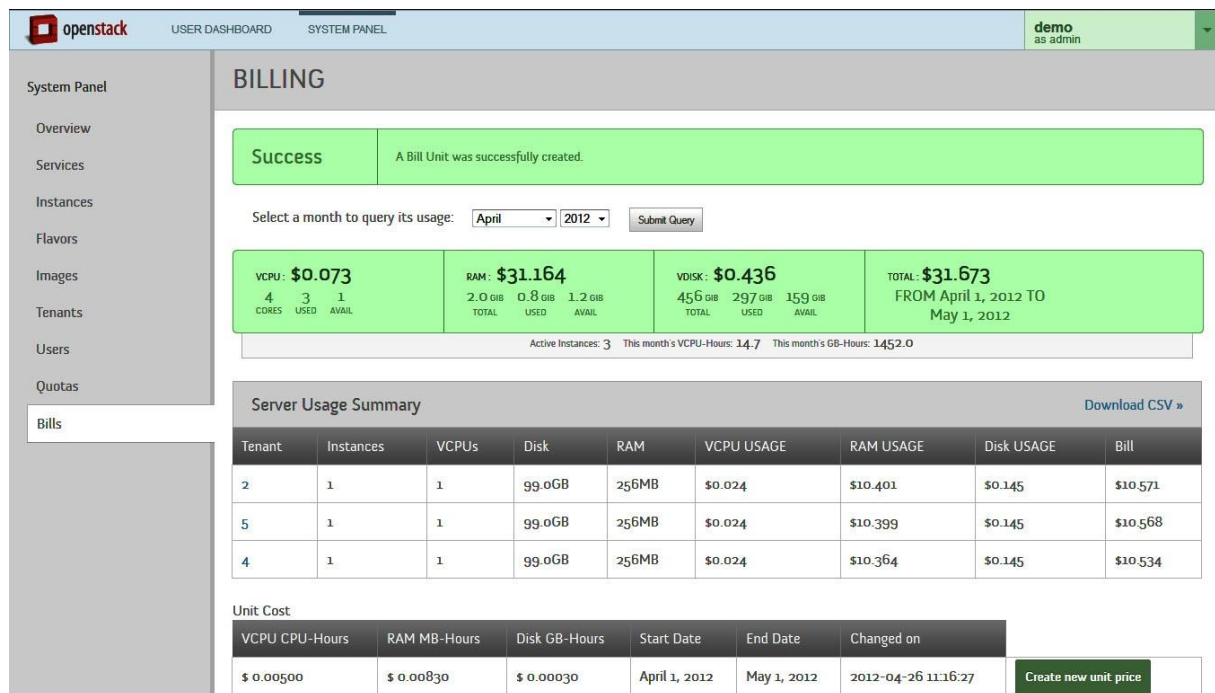 openstack USER DASHBOARD SYSTEM PANEL demo
as admin
System Panel
BILLING
Overview
Services
Instances
Flavors
Images
Tenants
Users
Quotas
Bills
Success A Bill Unit was successfully created.
Select a month to query its usage: April 2012 Submit Query
VCPU: $0.073 RAM: $31.164 VDISK: $0.436 TOTAL: $31.673
4 3 1 2.0 GIB 0.8 GIB 1.2 GIB 456 GIB 297 GIB 159 GIB FROM April 1, 2012 TO
CORES USED AVAIL TOTAL USED AVAIL TOTAL USED AVAIL May 1, 2012
Active Instances: 3 This month's VCPU-Hours: 14.7 This month's GB-Hours: 1452.0
Server Usage Summary Download CSV »
Tenant Instances VCPUs Disk RAM VCPU USAGE RAM USAGE Disk USAGE Bill
2 1 1 99.0GB 256MB $0.024 $10.401 $0.145 $10.571
5 1 1 99.0GB 256MB $0.024 $10.399 $0.145 $10.568
4 1 1 99.0GB 256MB $0.024 $10.364 $0.145 $10.534
Unit Cost
VCPU CPU-Hours RAM MB-Hours Disk GB-Hours Start Date End Date Changed on
$ 0.00500 $ 0.00830 $ 0.00030 April 1, 2012 May 1, 2012 2012-04-26 11:16:27 Create new unit price